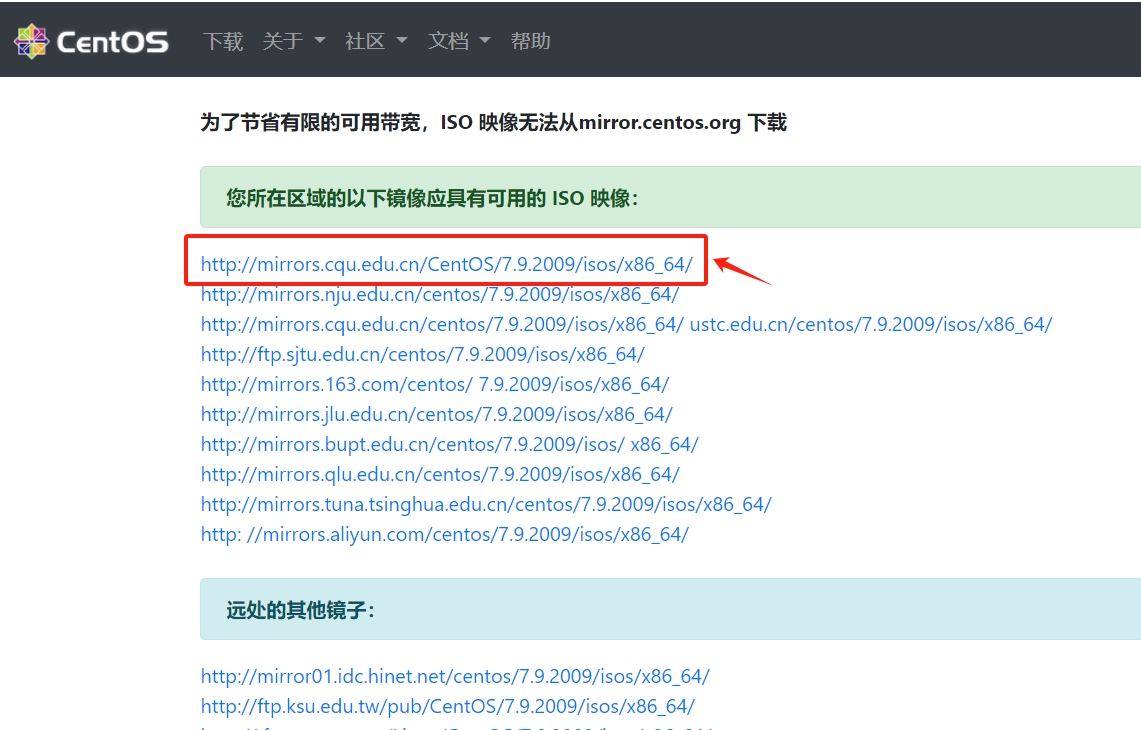 CentOS 下载 关于 社区 文档 帮助
为了节省有限的可用带宽，ISO 映像无法从mirror.centos.org 下载
您所在区域的以下镜像应具有可用的 ISO 映像：
http://mirrors.cqu.edu.cn/CentOS/7.9.2009/isos/x86_64/
http://mirrors.nju.edu.cn/centos/7.9.2009/isos/x86_64/
http://mirrors.cqu.edu.cn/centos/7.9.2009/isos/x86_64/ ustc.edu.cn/centos/7.9.2009/isos/x86_64/
http://ftp.sjtu.edu.cn/centos/7.9.2009/isos/x86_64/
http://mirrors.163.com/centos/ 7.9.2009/isos/x86_64/
http://mirrors.jlu.edu.cn/centos/7.9.2009/isos/x86_64/
http://mirrors.bupt.edu.cn/centos/7.9.2009/isos/ x86_64/
http://mirrors.qlu.edu.cn/centos/7.9.2009/isos/x86_64/
http://mirrors.tuna.tsinghua.edu.cn/centos/7.9.2009/isos/x86_64/
http: //mirrors.aliyun.com/centos/7.9.2009/isos/x86_64/
远处的其他镜子：
http://mirror01.idc.hinet.net/centos/7.9.2009/isos/x86_64/
http://ftp.ksu.edu.tw/pub/CentOS/7.9.2009/isos/x86_64/